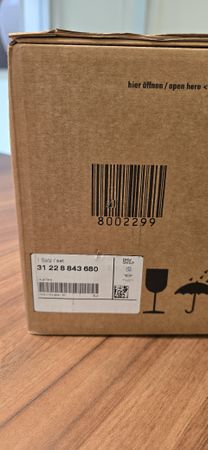 hier öffnen / open here <
8002299
1 Satz / set
31 22 8 843 680